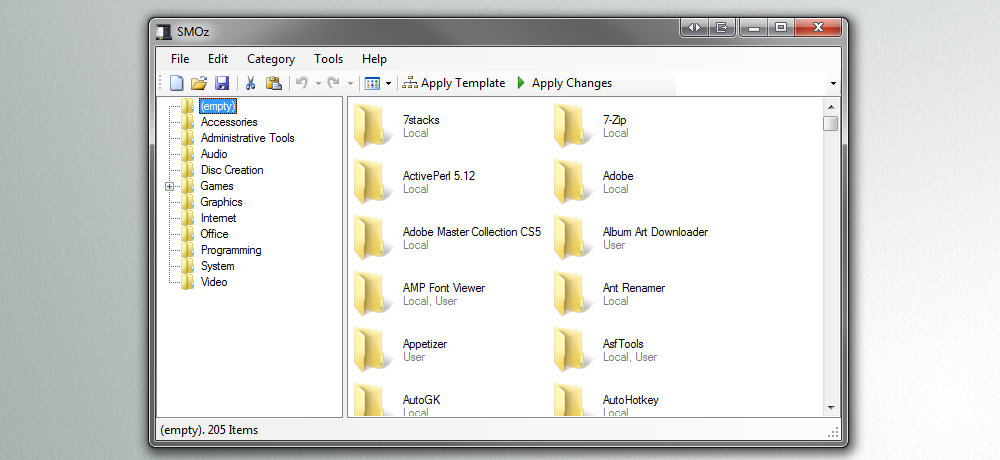 SMOz
File Edit Category Tools Help
Apply Template Apply Changes
(empty)
Accessories
Administrative Tools
Audio
Disc Creation
Games
Graphics
Internet
Office
Programming
System
Video
7stacks
Local
7-Zip
Local
ActivePerl 5.12
Local
Adobe
Local
Adobe Master Collection CS5
Local
Album Art Downloader
User
AMP Font Viewer
Local, User
Ant Renamer
Local
Appetizer
User
AsfTools
Local, User
AutoGK
Local
AutoHotkey
Local
(empty). 205 Items